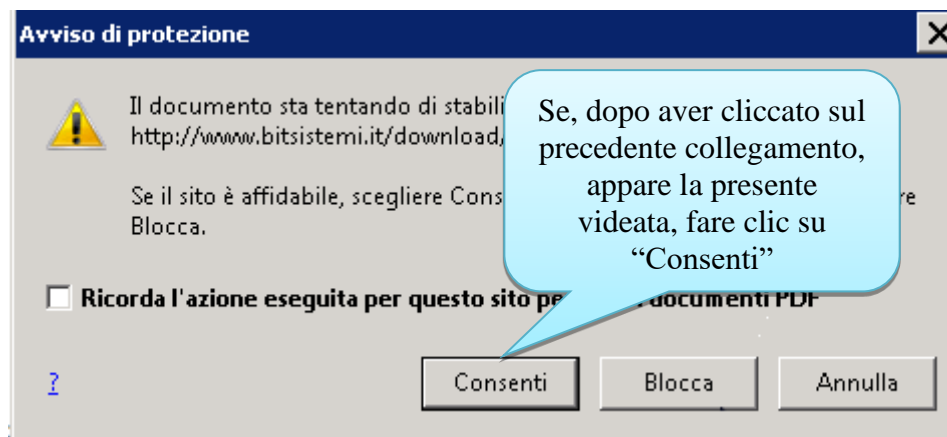 Avviso di protezione
Il documento sta tentando di stabili
http://www.bitsistemi.it/download/
Se il sito è affidabile, scegliere Cons re
Blocca.
Se, dopo aver cliccato sul
precedente collegamento,
appare la presente
videata, fare clic su
“Consenti”
Ricorda l'azione eseguita per questo sito pe i documenti PDF
?
Consenti
Blocca
Annulla